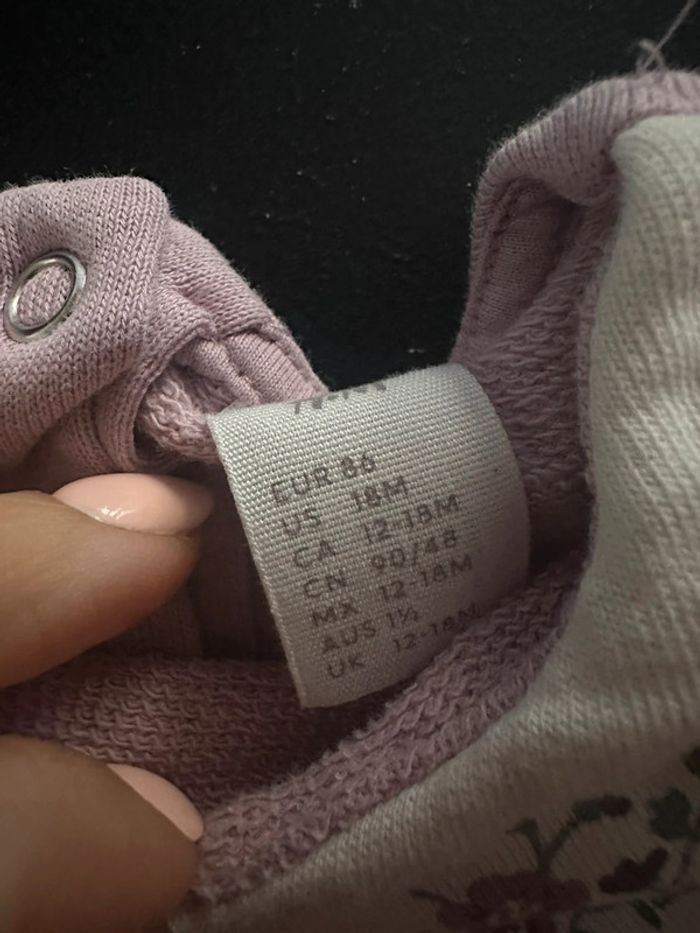 EUR 86
US 18M
CA 12-18M
CN 90/48
MX 12-18M
AUS 1½
UK 12-18M